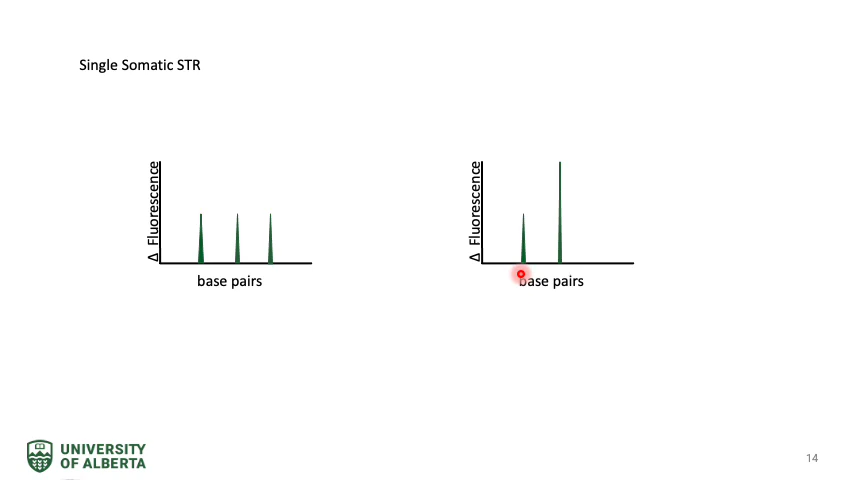 Single Somatic STR
Δ Fluorescence
base pairs
Δ Fluorescence
base pairs
UNIVERSITY
OF ALBERTA
14